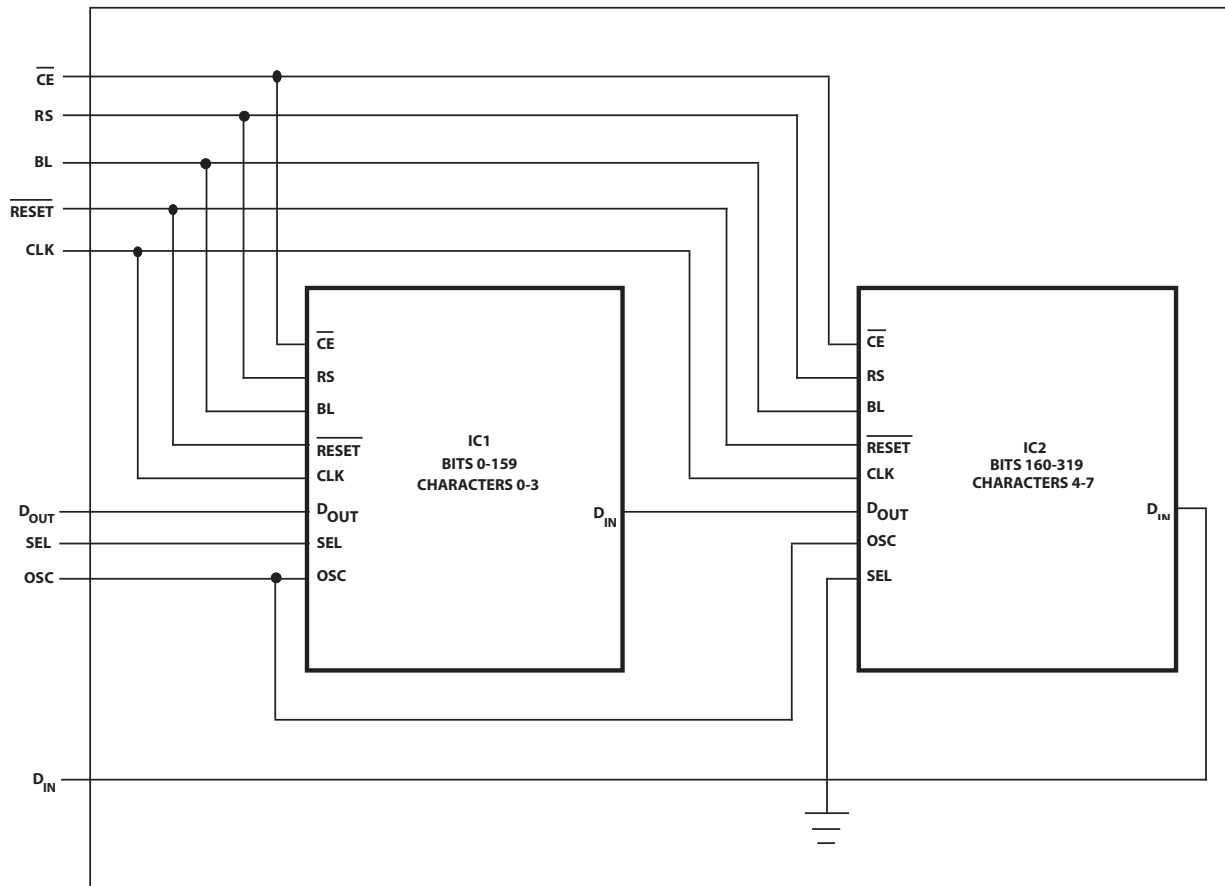 CE
RS
BL
RESET
CLK
DOUT
SEL
OSC
DIN
CE
RS
BL
RESET
CLK
DOUT
SEL
OSC
IC1
BITS 0-159
CHARACTERS 0-3
DIN
CE
RS
BL
RESET
CLK
DOUT
OSC
SEL
IC2
BITS 160-319
CHARACTERS 4-7
DIN